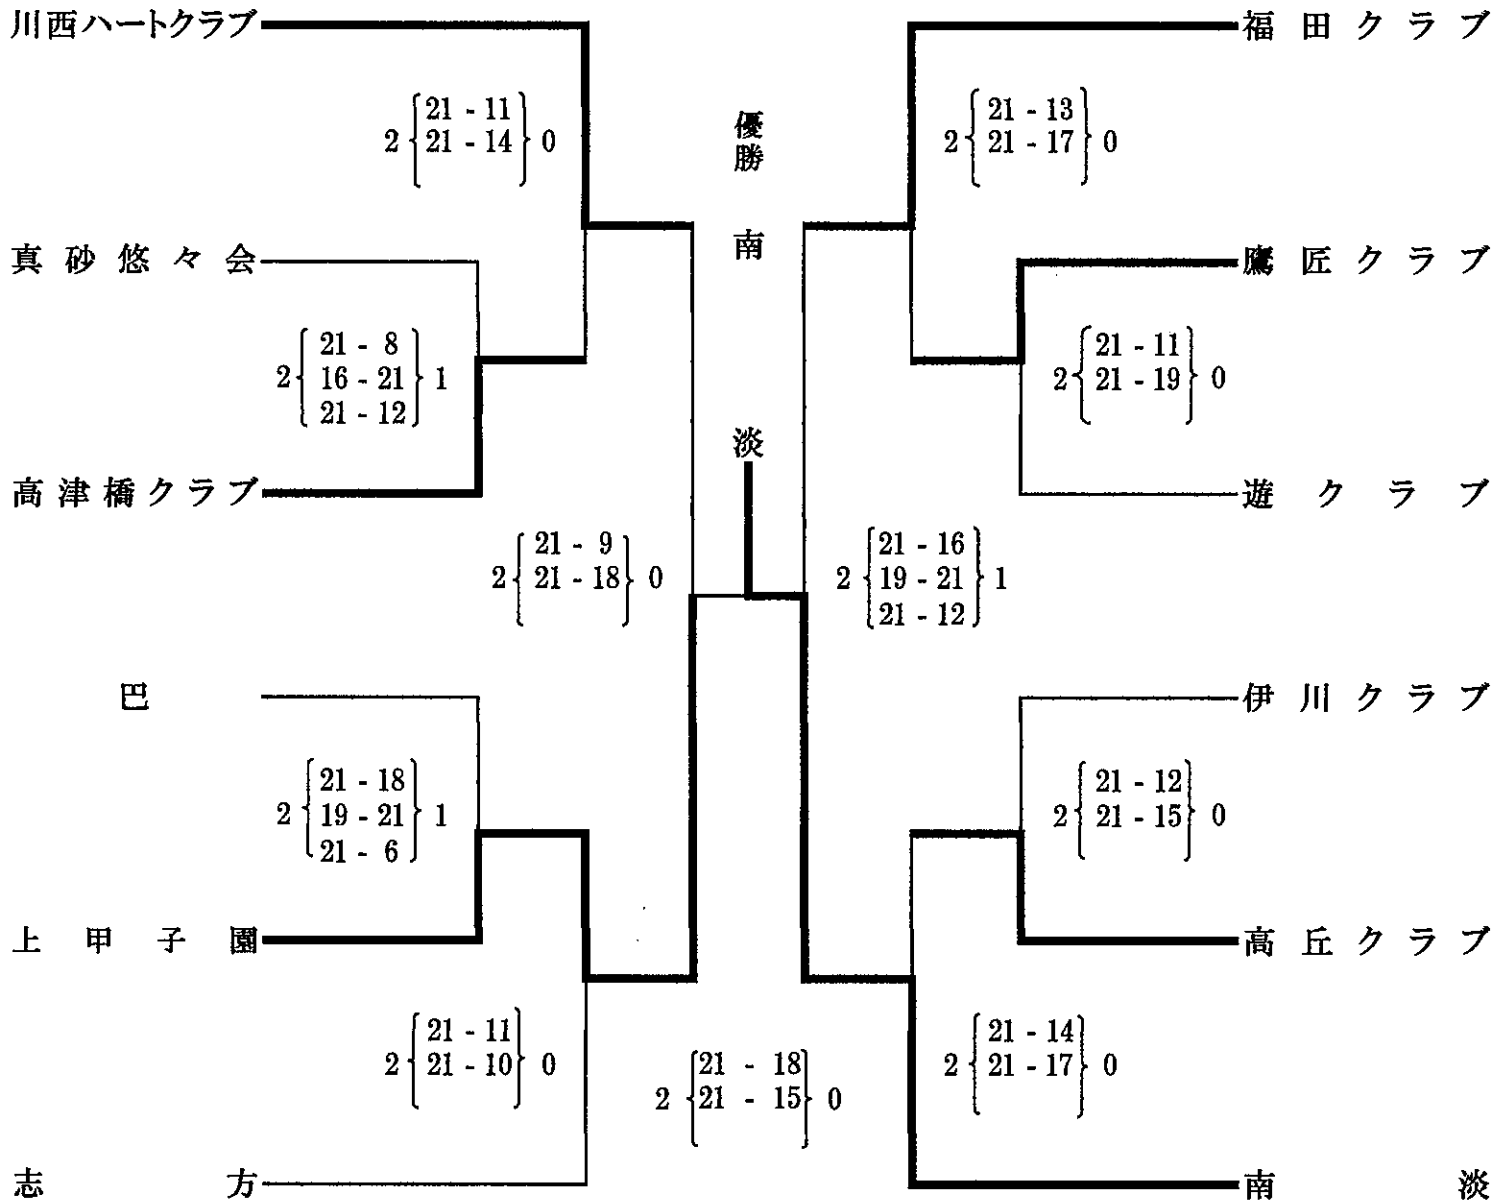 川西ハートクラブ
福田クラブ
21 - 11
2 21 - 14 0
優勝 南淡
21 - 13
2 21 - 17 0
真砂悠々会
鷹匠クラブ
21 - 8
2 16 - 21 1
21 - 12
21 - 11
2 21 - 19 0
高津橋クラブ
遊クラブ
21 - 9
2 21 - 18 0
21 - 16
2 19 - 21 1
21 - 12
巴
伊川クラブ
21 - 18
2 19 - 21 1
21 - 6
21 - 12
2 21 - 15 0
上甲子園
高丘クラブ
21 - 11
2 21 - 10 0
21 - 18
2 21 - 15 0
21 - 14
2 21 - 17 0
志方
南淡